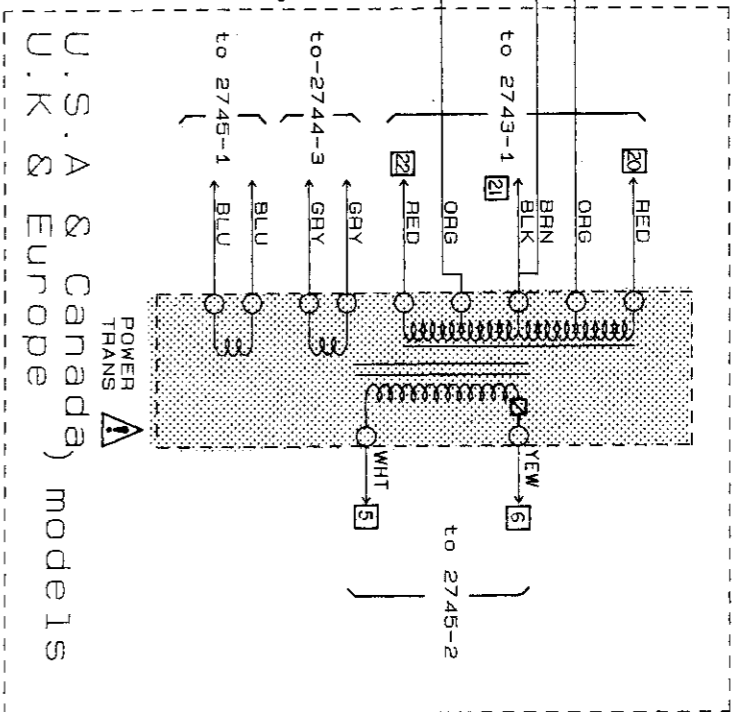 20 RED
ORG
BRN
YEW
6
to 2743-1
21 BLK
to 2745-2
ORG
22 RED
WHT
5
GRY
to-2744-3
GRY
BLU
to 2745-1
BLU
POWER
TRANS
!
U.S.A & Canada) models
U.K & Europe